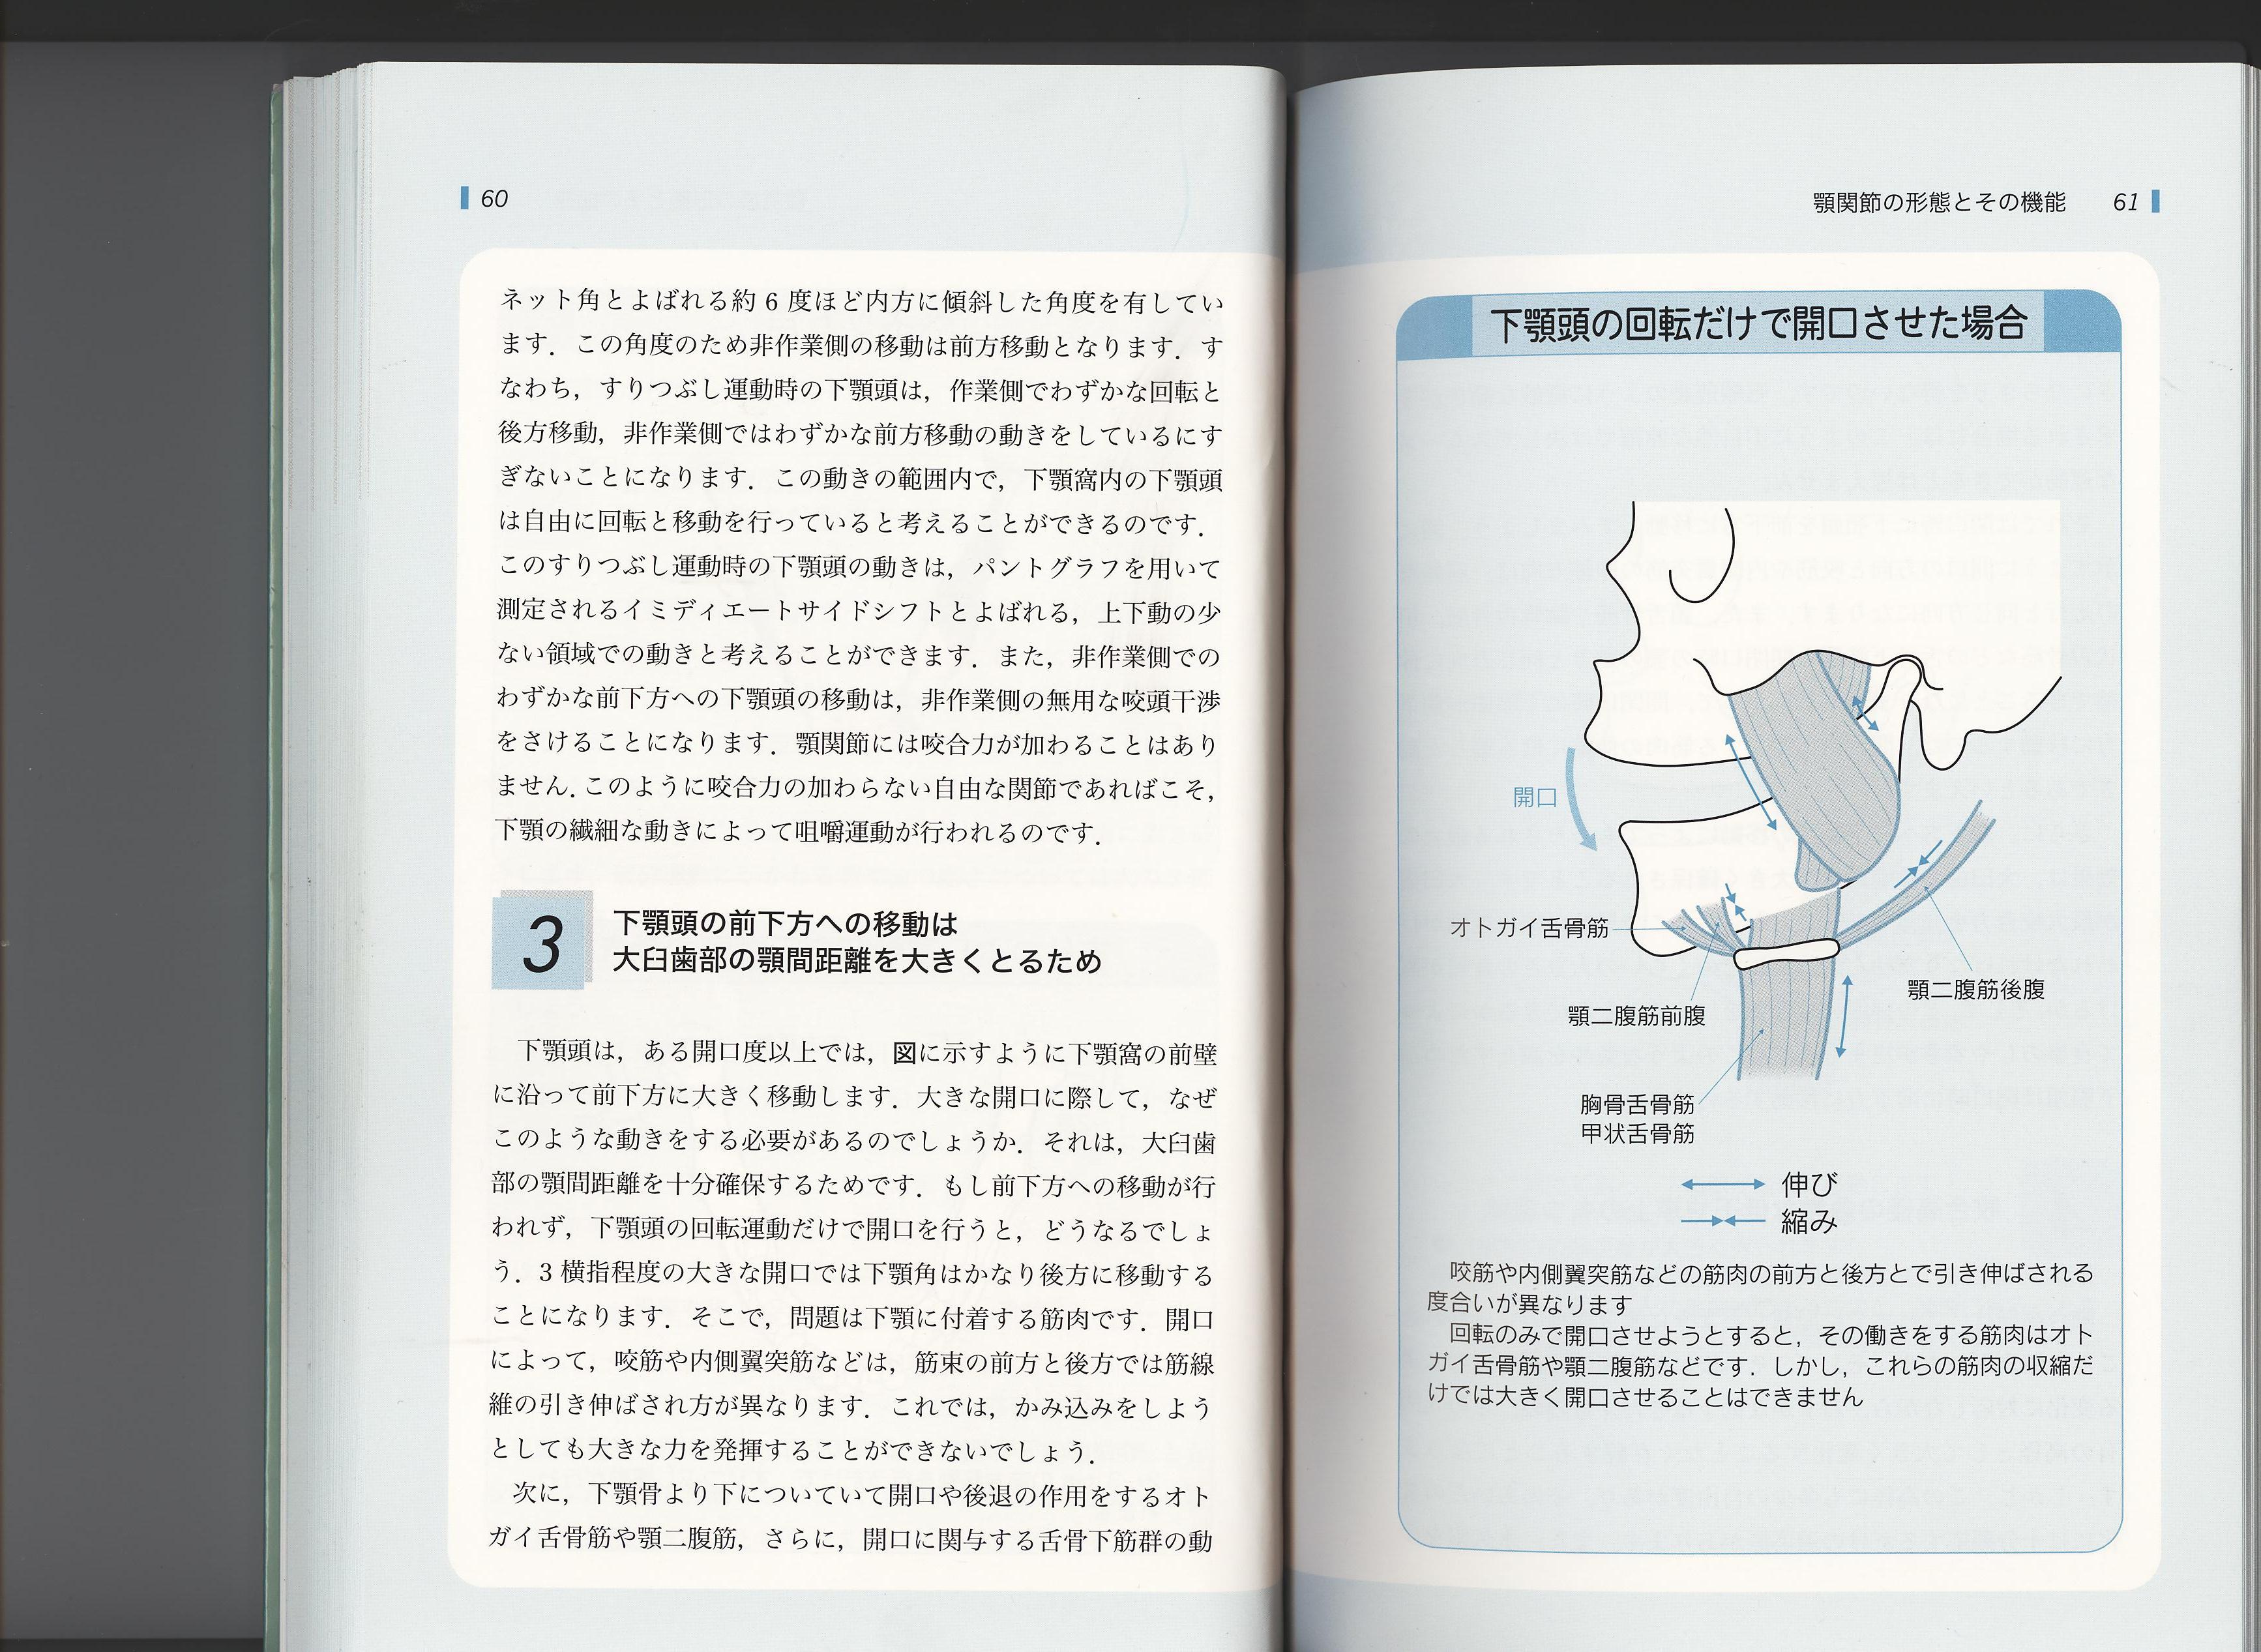 60
ネット角とよばれる約 6 度ほど内方に傾斜した角度を有してい
ます．この角度のため非作業側の移動は前方移動となります．す
なわち，すりつぶし運動時の下顎頭は，作業側でわずかな回転と
後方移動，非作業側ではわずかな前方移動の動きをしているにす
ぎないことになります．この動きの範囲内で，下顎窩内の下顎頭
は自由に回転と移動を行っていると考えることができるのです．
このすりつぶし運動時の下顎頭の動きは，パントグラフを用いて
測定されるイミディエートサイドシフトとよばれる，上下動の少
ない領域での動きと考えることができます．また，非作業側での
わずかな前下方への下顎頭の移動は，非作業側の無用な咬頭干渉
をさけることになります．顎関節には咬合力が加わることはあり
ません．このように咬合力の加わらない自由な関節であればこそ，
下顎の繊細な動きによって咀嚼運動が行われるのです．
3
下顎頭の前下方への移動は
大臼歯部の顎間距離を大きくとるため
下顎頭は，ある開口度以上では，図に示すように下顎窩の前壁
に沿って前下方に大きく移動します．大きな開口に際して，なぜ
このような動きをする必要があるのでしょうか．それは，大臼歯
部の顎間距離を十分確保するためです．もし前下方への移動が行
われず，下顎頭の回転運動だけで開口を行うと，どうなるでしょ
う．3 横指程度の大きな開口では下顎角はかなり後方に移動する
ことになります．そこで，問題は下顎に付着する筋肉です．開口
によって，咬筋や内側翼突筋などは，筋束の前方と後方では筋線
維の引き伸ばされ方が異なります．これでは，かみ込みをしよう
としても大きな力を発揮することができないでしょう．
次に，下顎骨より下についていて開口や後退の作用をするオト
ガイ舌骨筋や顎二腹筋，さらに，開口に関与する舌骨下筋群の動
顎関節の形態とその機能 61
下顎頭の回転だけで開口させた場合
開口
オトガイ舌骨筋
顎二腹筋後腹
顎二腹筋前腹
胸骨舌骨筋
甲状舌骨筋
伸び
縮み
咬筋や内側翼突筋などの筋肉の前方と後方とで引き伸ばされる
度合いが異なります
回転のみで開口させようとすると，その働きをする筋肉はオト
ガイ舌骨筋や顎二腹筋などです．しかし，これらの筋肉の収縮だ
けでは大きく開口させることはできません